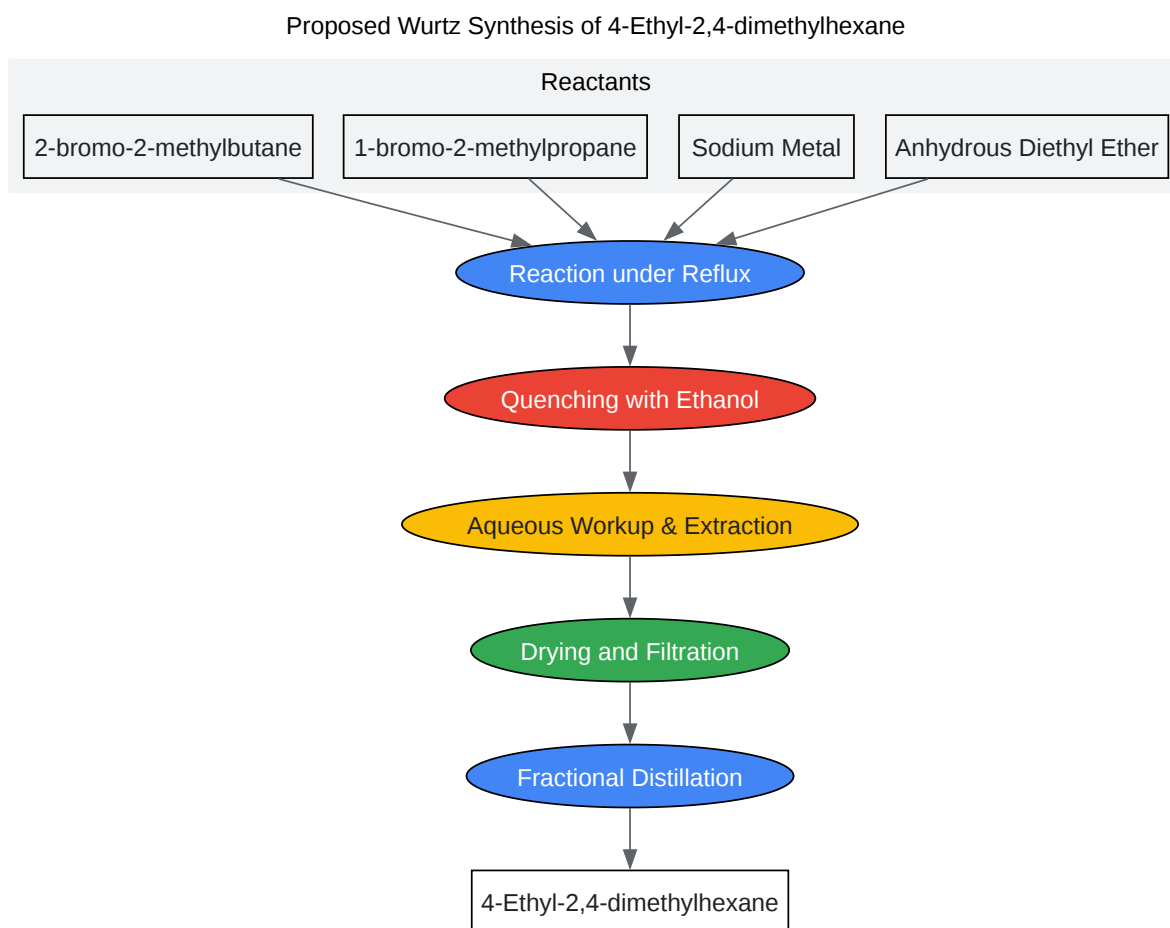 Proposed Wurtz Synthesis of 4-Ethyl-2,4-dimethylhexane
Reactants
2-bromo-2-methylbutane
1-bromo-2-methylpropane
Sodium Metal
Anhydrous Diethyl Ether
Reaction under Reflux
Quenching with Ethanol
Aqueous Workup & Extraction
Drying and Filtration
Fractional Distillation
4-Ethyl-2,4-dimethylhexane